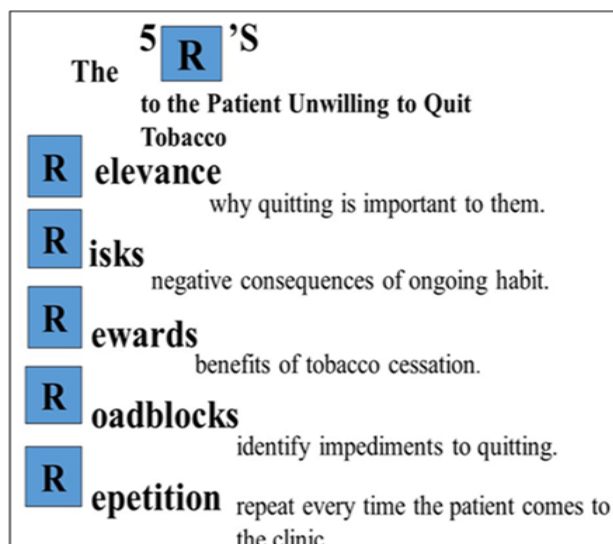 The 5 R 'S
to the Patient Unwilling to Quit
Tobacco
R elevance
why quitting is important to them.
R isks
negative consequences of ongoing habit.
R ewards
benefits of tobacco cessation.
R oadblocks
identify impediments to quitting.
R epetition repeat every time the patient comes to
the clinic